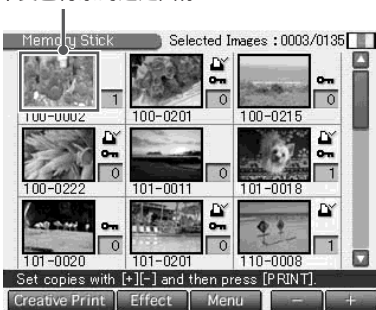 Memory Stick Selected Images : 0003/0135
1 0 0
100-0002 100-0201 100-0215
0 0 1
100-0222 101-0011 101-0018
0 0 1
101-0020 101-0201 110-0008
Set copies with [+][-] and then press [PRINT].
Creative Print Effect Menu - +